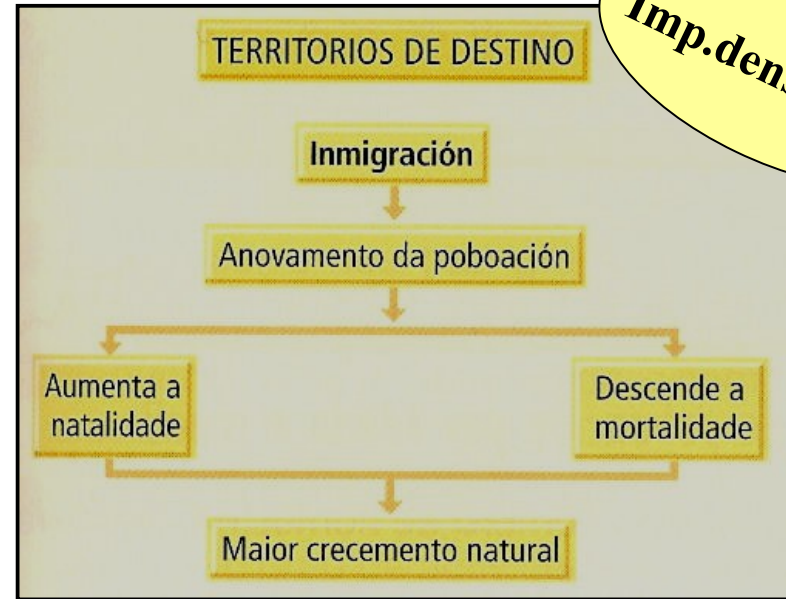 Imp.dens
TERRITORIOS DE DESTINO
Inmigración
Anovamento da poboación
Aumenta a
natalidade
Descende a
mortalidade
Maior crecemento natural